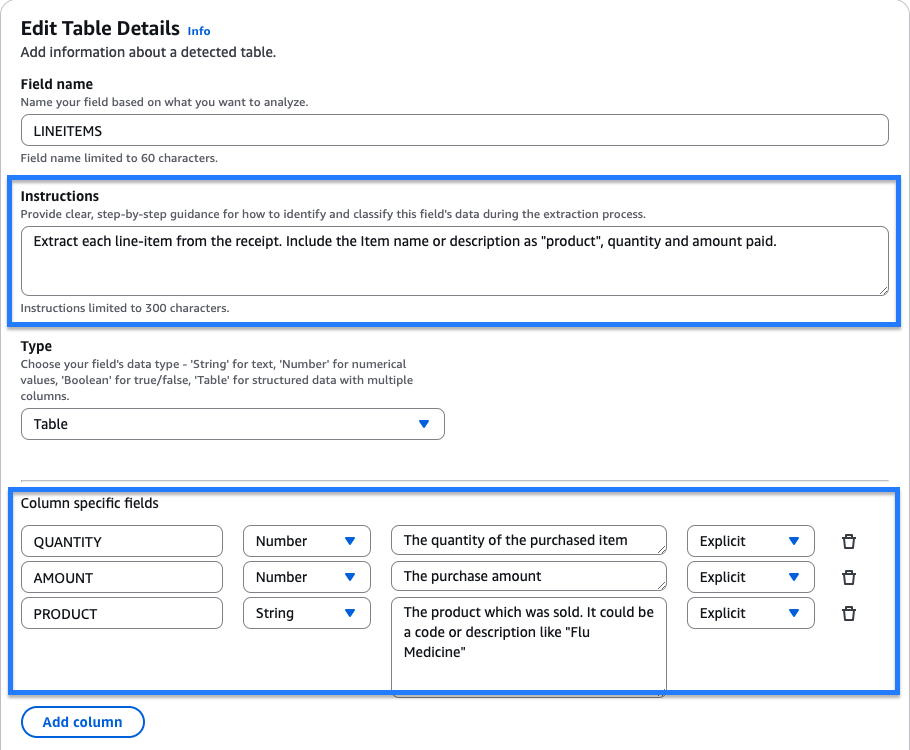 Edit Table Details Info
Add information about a detected table.
Field name
Name your field based on what you want to analyze.
LINEITEMS
Field name limited to 60 characters.
Instructions
Provide clear, step-by-step guidance for how to identify and classify this field's data during the extraction process.
Extract each line-item from the receipt. Include the Item name or description as "product", quantity and amount paid.
Instructions limited to 300 characters.
Type
Choose your field's data type - 'String' for text, 'Number' for numerical
values, 'Boolean' for true/false, 'Table' for structured data with multiple
columns.
Table
Column specific fields
QUANTITY Number The quantity of the purchased item Explicit
AMOUNT Number The purchase amount Explicit
PRODUCT String The product which was sold. It could be Explicit
a code or description like "Flu
Medicine"
Add column